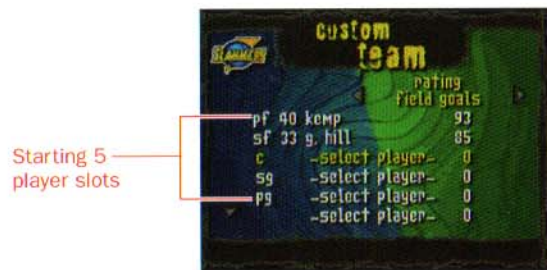 SLAMMERS
custom
team
rating
field goals
pf 40 kemp 93
sf 33 g. hill 85
c -select player- 0
sg -select player- 0
pg -select player- 0
-select player- 0
Starting 5
player slots